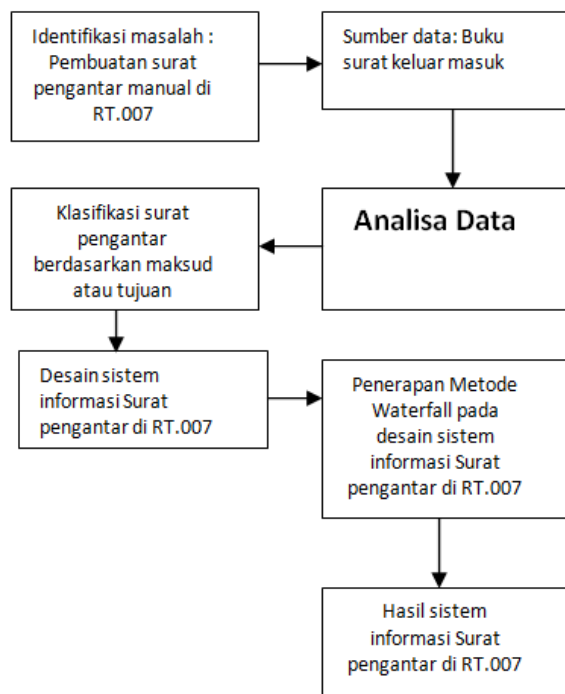 Identifikasi masalah :
Pembuatan surat
pengantar manual di
RT.007
Sumber data: Buku
surat keluar masuk
Analisa Data
Klasifikasi surat
pengantar
berdasarkan maksud
atau tujuan
Desain sistem
informasi Surat
pengantar di RT.007
Penerapan Metode
Waterfall pada
desain sistem
informasi Surat
pengantar di RT.007
Hasil sistem
informasi Surat
pengantar di RT.007